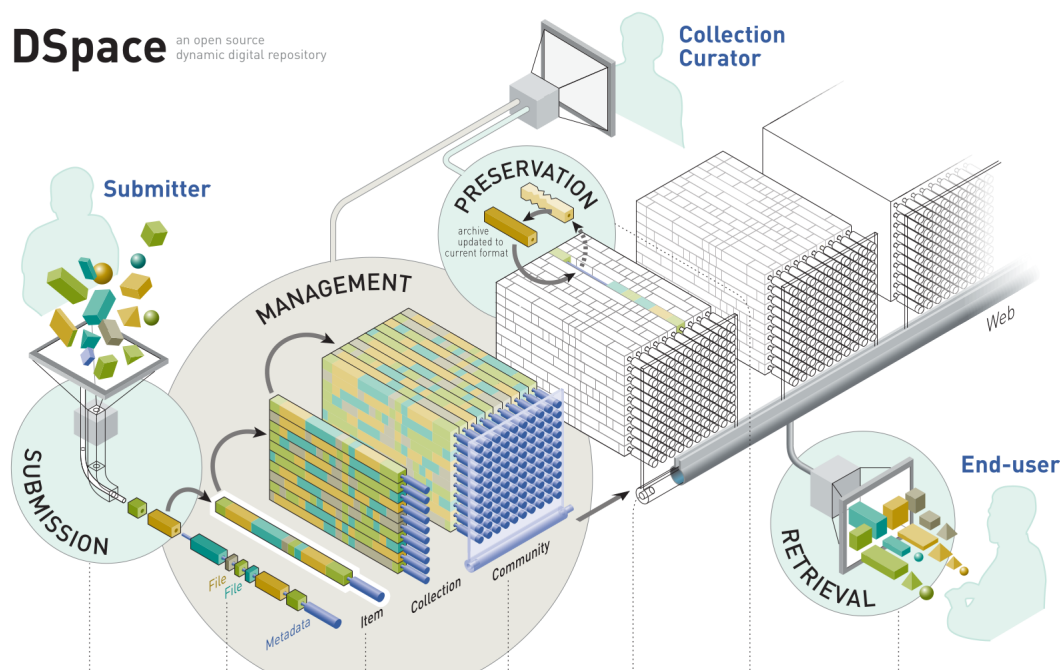 DSpace
an open source
dynamic digital repository
Collection
Curator
Submitter
PRESERVATION
archive
updated to
current format
MANAGEMENT
Web
SUBMISSION
File
File
Metadata
Item
Collection
Community
End-user
RETRIEVAL